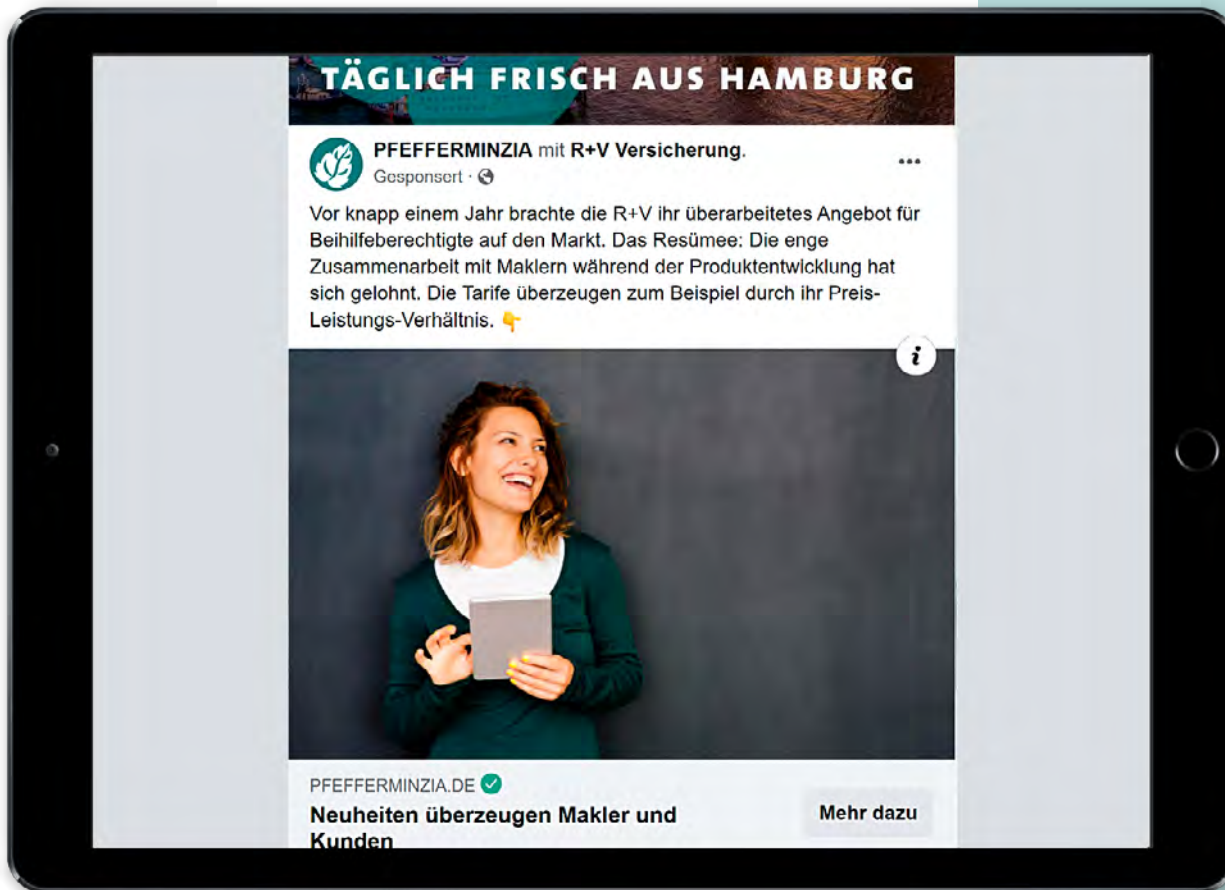 TÄGLICH FRISCH AUS HAMBURG
PFEFFERMINZIA mit R+V Versicherung.
Gesponsert ·
Vor knapp einem Jahr brachte die R+V ihr überarbeitetes Angebot für
Beihilfeberechtigte auf den Markt. Das Resümee: Die enge
Zusammenarbeit mit Maklern während der Produktentwicklung hat
sich gelohnt. Die Tarife überzeugen zum Beispiel durch ihr Preis-
Leistungs-Verhältnis. 👇
i
PFEFFERMINZIA.DE
Neuheiten überzeugen Makler und
Kunden
Mehr dazu